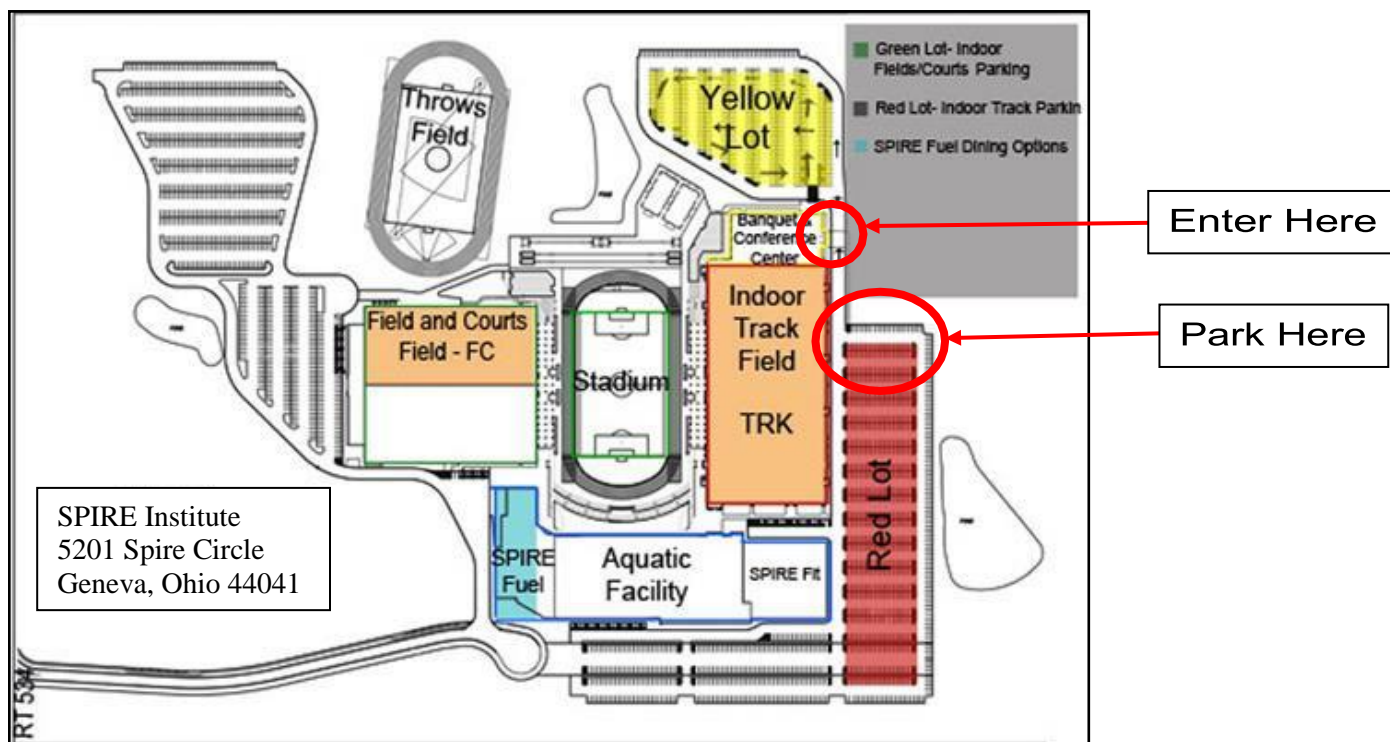 Green Lot- Indoor
Fields/Courts Parking
Red Lot- Indoor Track Parkin
SPIRE Fuel Dining Options
Throws
Field
Yellow
Lot
Enter Here
Banquet &
Conference
Center
Park Here
Field and Courts
Field - FC
Stadium
Indoor
Track
Field
TRK
Red Lot
SPIRE Institute
5201 Spire Circle
Geneva, Ohio 44041
SPIRE
Fuel
Aquatic
Facility
SPIRE Fit
RT 534